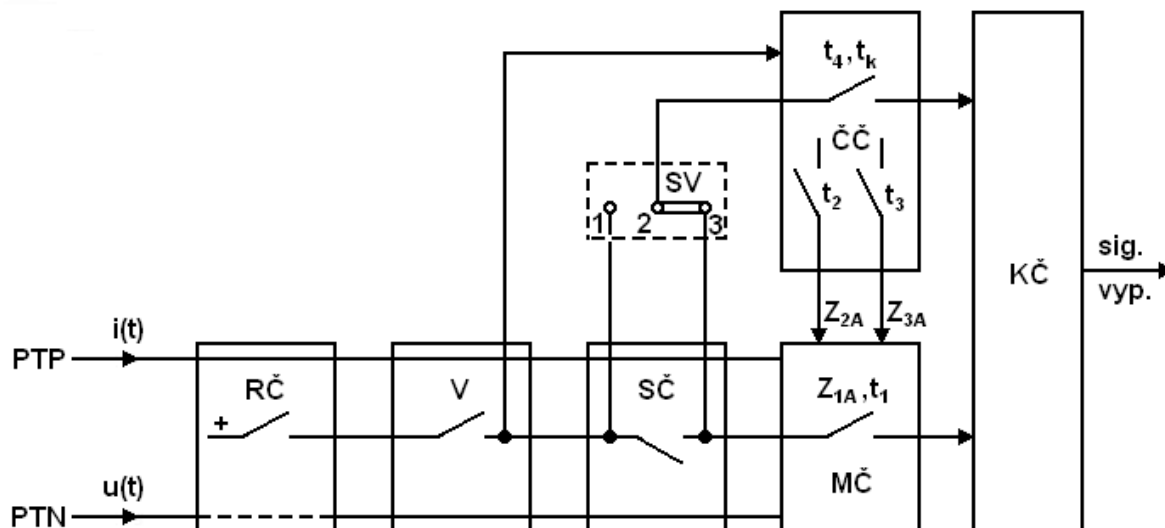 t4,tk
ČČ
t2
t3
SV
1
2
3
KČ
sig.
vyp.
Z2A
Z3A
i(t)
PTP
RČ
V
SČ
Z1A,t1
+
MČ
u(t)
PTN